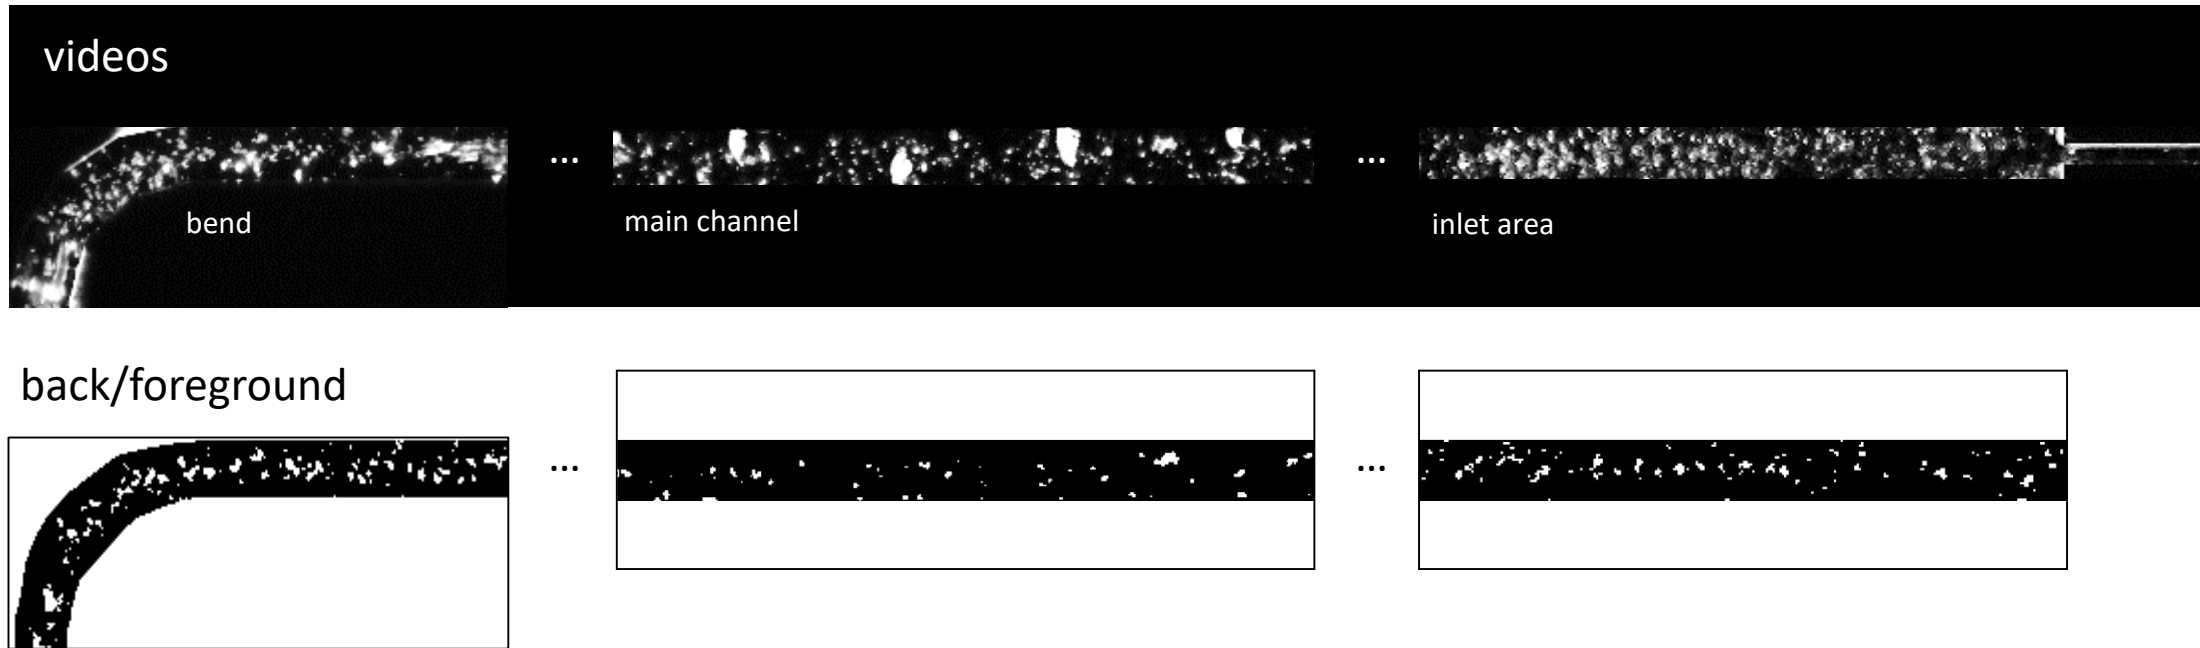 videos
...
...
bend
main channel
inlet area
back/foreground
...
...